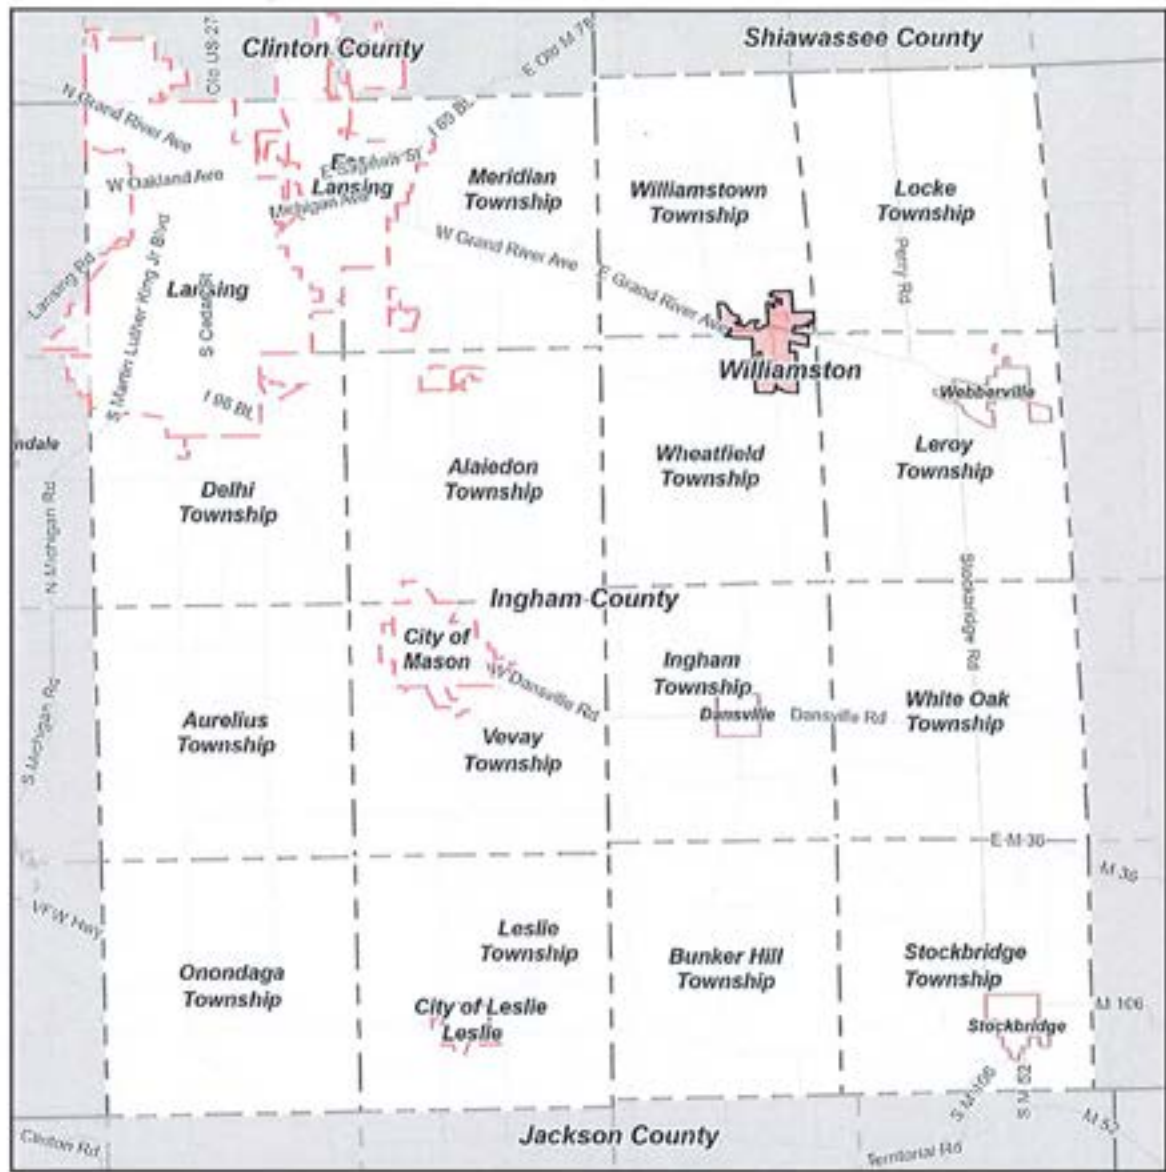 Clinton County
Shiawassee County
Old US 27
E Old M 78
N Grand River Ave
I 69 BL
E Saginaw St
W Oakland Ave
Lansing
Michigan Ave
Meridian
Township
Williamstown
Township
Locke
Township
W Grand River Ave
E Grand River Ave
Perry Rd
Lansing Rd
S Martin Luther King Jr Blvd
Lansing
S Cedar St
I 96 BL
Williamston
Webberville
ndale
Delhi
Township
Alaiedon
Township
Wheatfield
Township
Leroy
Township
N Michigan Rd
Stockbridge Rd
Ingham County
City of
Mason
W Dansville Rd
Ingham
Township
Dansville
Dansville Rd
White Oak
Township
S Michigan Rd
Aurelius
Township
Vevay
Township
E M 36
M 36
VFW Hwy
Onondaga
Township
Leslie
Township
City of Leslie
Leslie
Bunker Hill
Township
Stockbridge
Township
M 106
Stockbridge
S M 106
S M 52
M 52
Clinton Rd
Jackson County
Territorial Rd